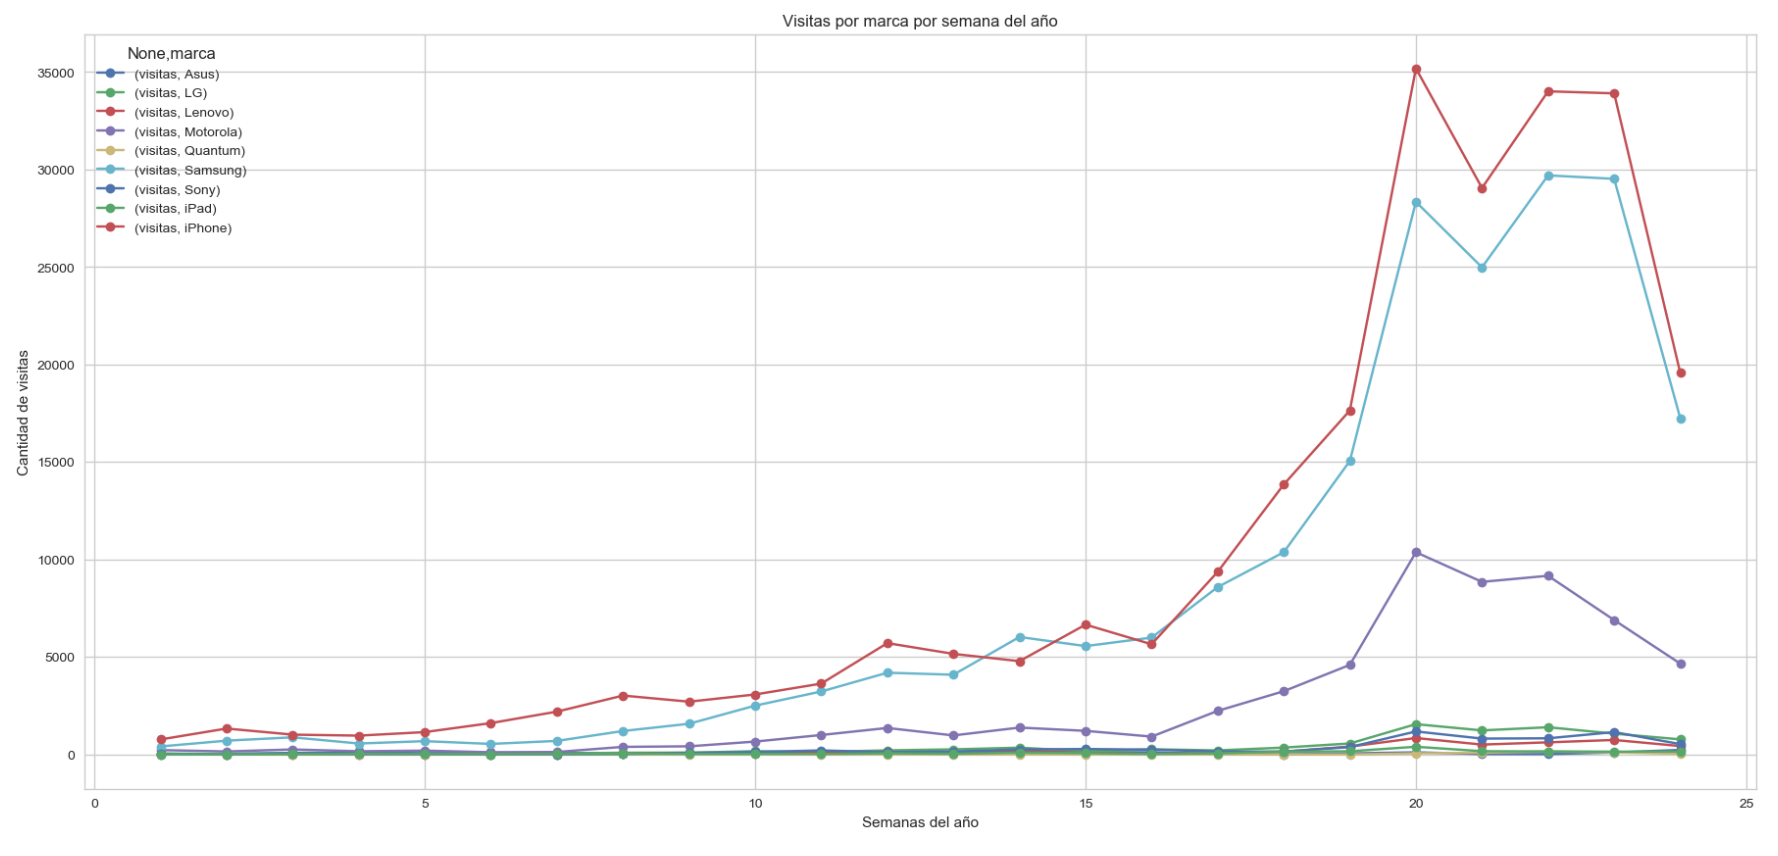 Visitas por marca por semana del año
None,marca
(visitas, Asus)
(visitas, LG)
(visitas, Lenovo)
(visitas, Motorola)
(visitas, Quantum)
(visitas, Samsung)
(visitas, Sony)
(visitas, iPad)
(visitas, iPhone)
Cantidad de visitas
35000
30000
25000
20000
15000
10000
5000
0
0 5 10 15 20 25
Semanas del año